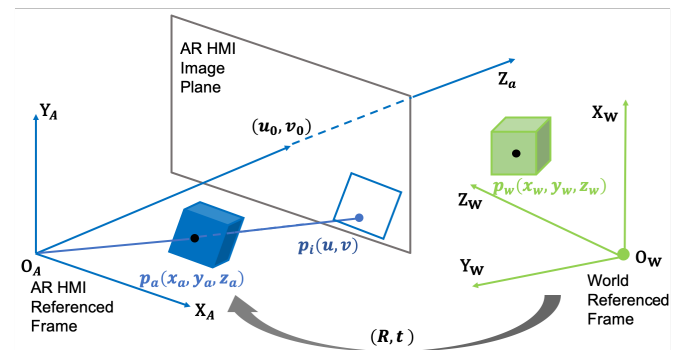 AR HMI
Image
Plane
Z_a
Y_A
X_W
(u_0, v_0)
p_w(x_w, y_w, z_w)
Z_W
p_i(u, v)
O_A
O_W
p_a(x_a, y_a, z_a)
Y_W
AR HMI
Referenced
Frame
X_A
World
Referenced
Frame
(R, t)